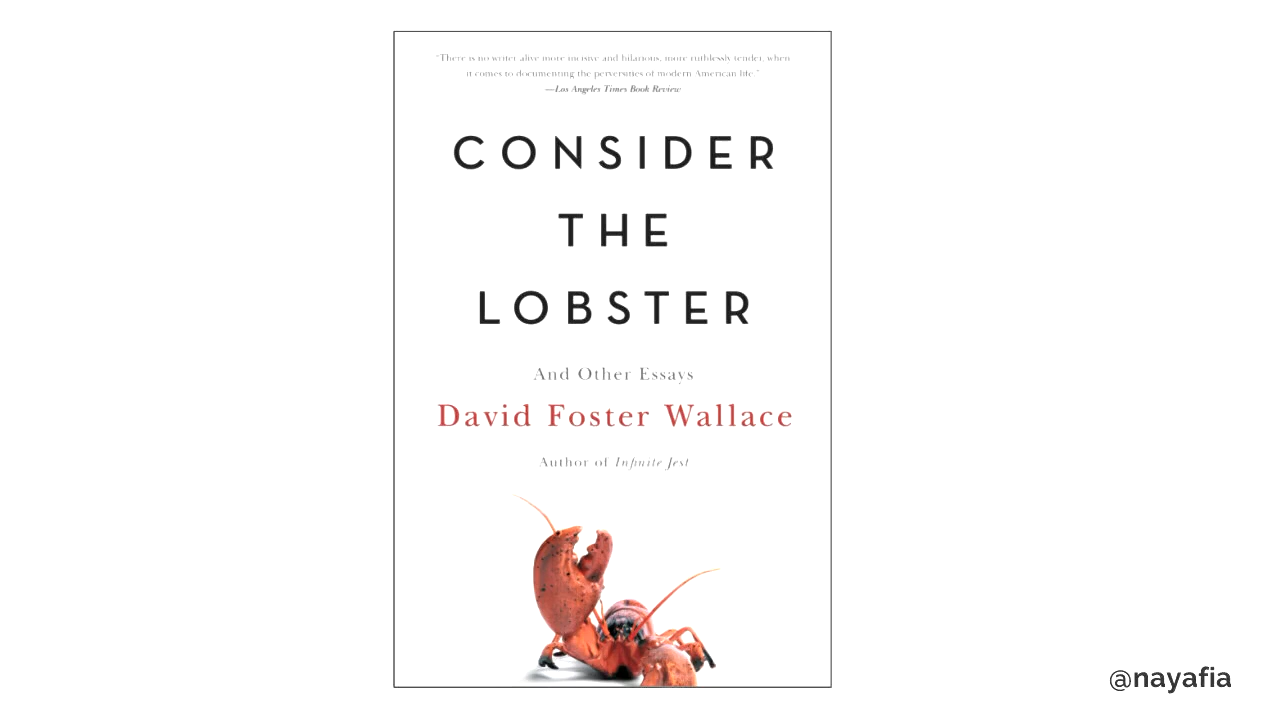 "There is no writer alive more incisive and hilarious, more ruthlessly tender, when
it comes to documenting the perversities of modern American life."
—Los Angeles Times Book Review
CONSIDER
THE
LOBSTER
And Other Essays
David Foster Wallace
Author of Infinite Jest
@nayafia